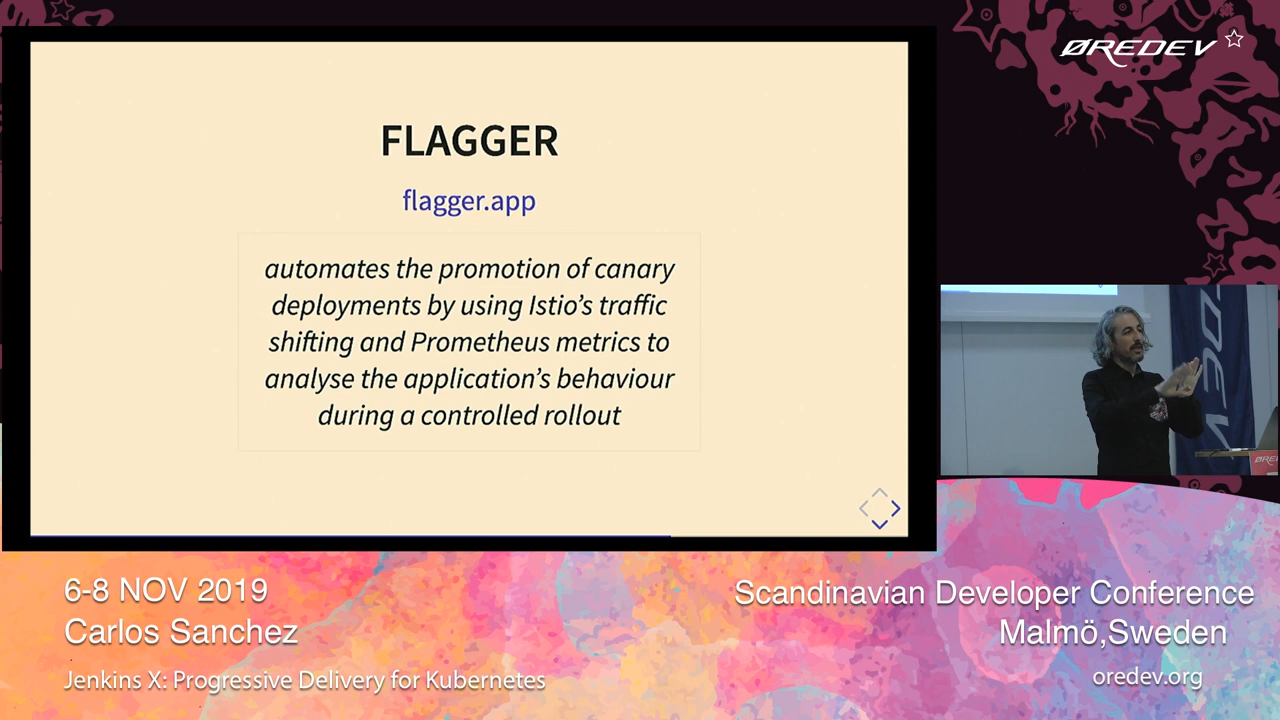 FLAGGER
flagger.app
automates the promotion of canary
deployments by using Istio's traffic
shifting and Prometheus metrics to
analyse the application's behaviour
during a controlled rollout
ØREDEV
6-8 NOV 2019
Carlos Sanchez
Jenkins X: Progressive Delivery for Kubernetes
Scandinavian Developer Conference
Malmö,Sweden
oredev.org